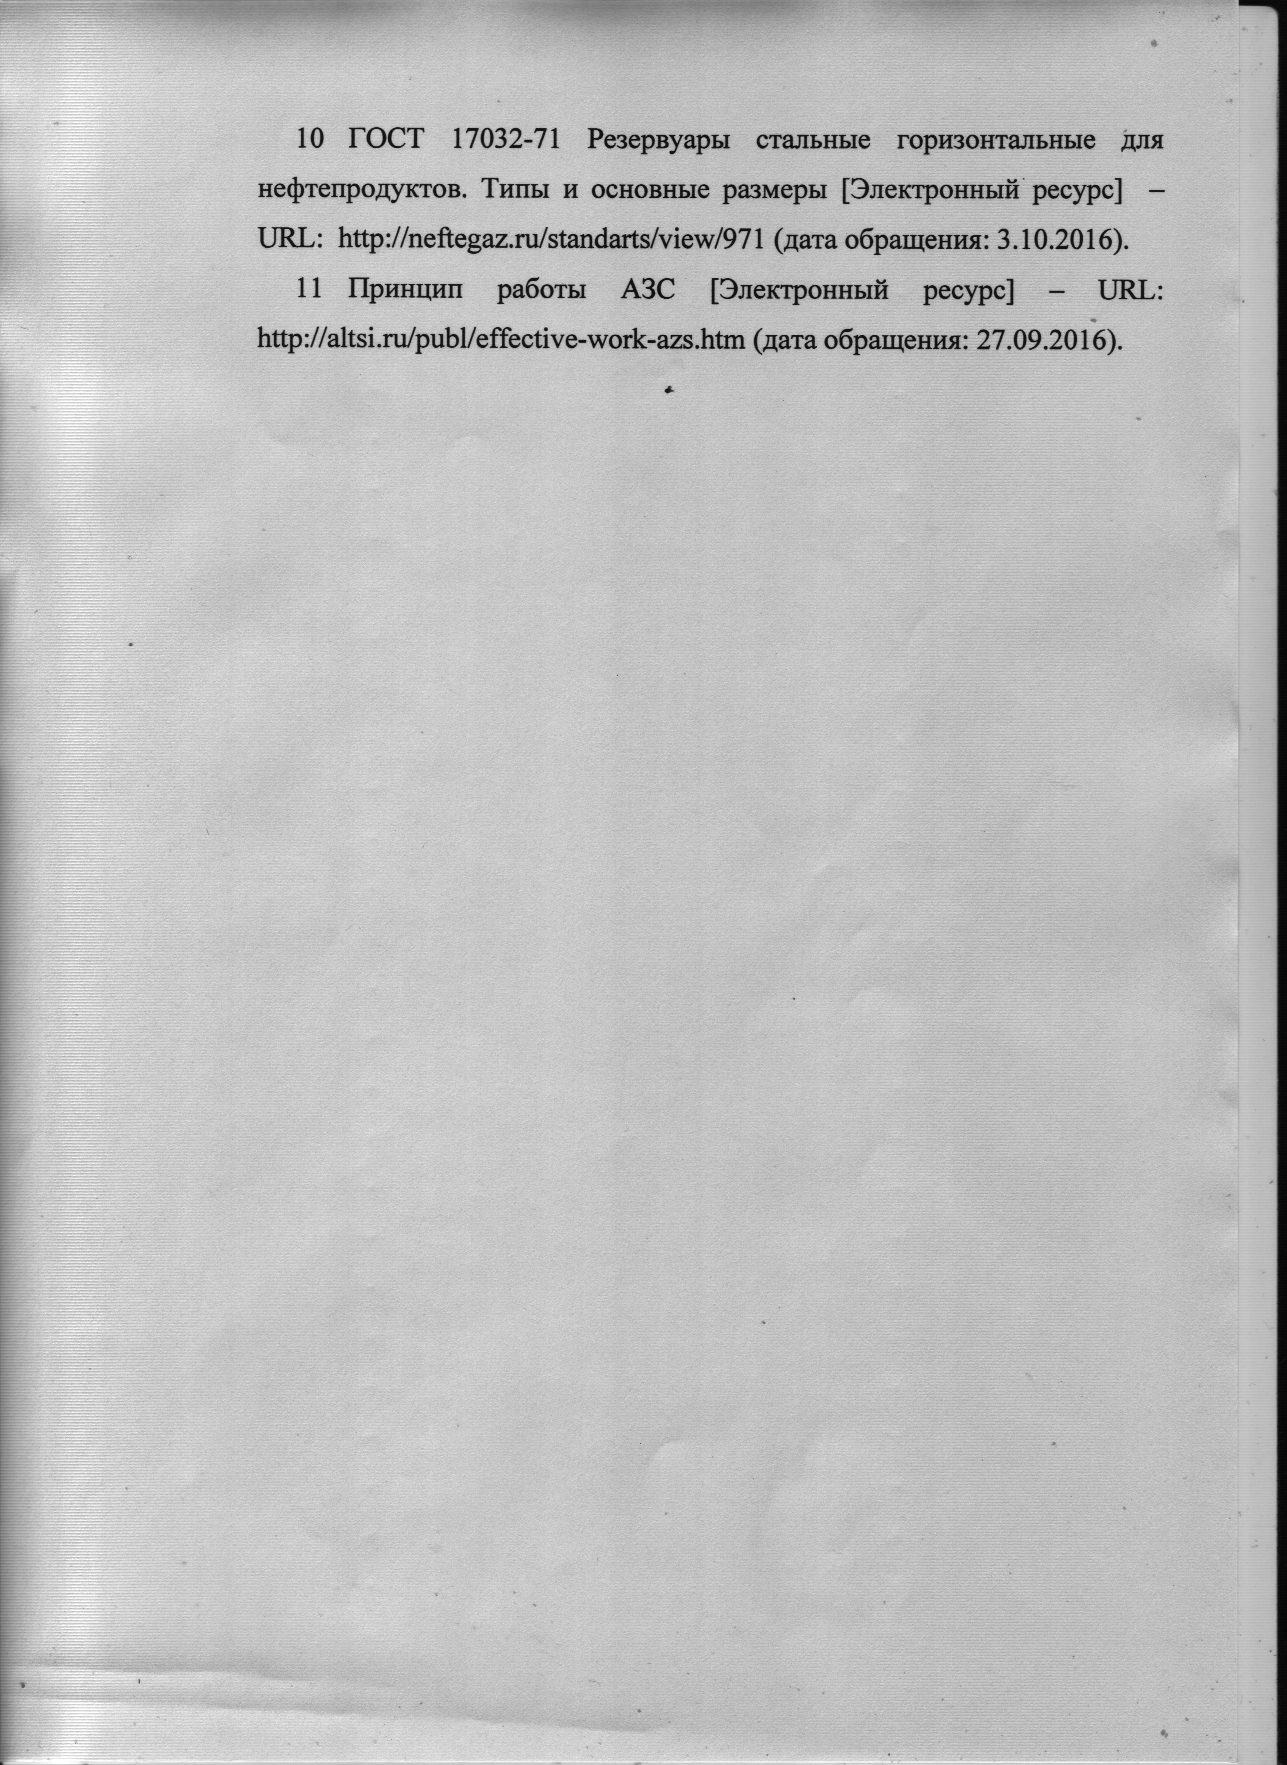 10 ГОСТ 17032-71 Резервуары стальные горизонтальные для
нефтепродуктов. Типы и основные размеры [Электронный ресурс] –
URL: http://neftegaz.ru/standarts/view/971 (дата обращения: 3.10.2016).
11 Принцип работы АЗС [Электронный ресурс] – URL:
http://altsi.ru/publ/effective-work-azs.htm (дата обращения: 27.09.2016).